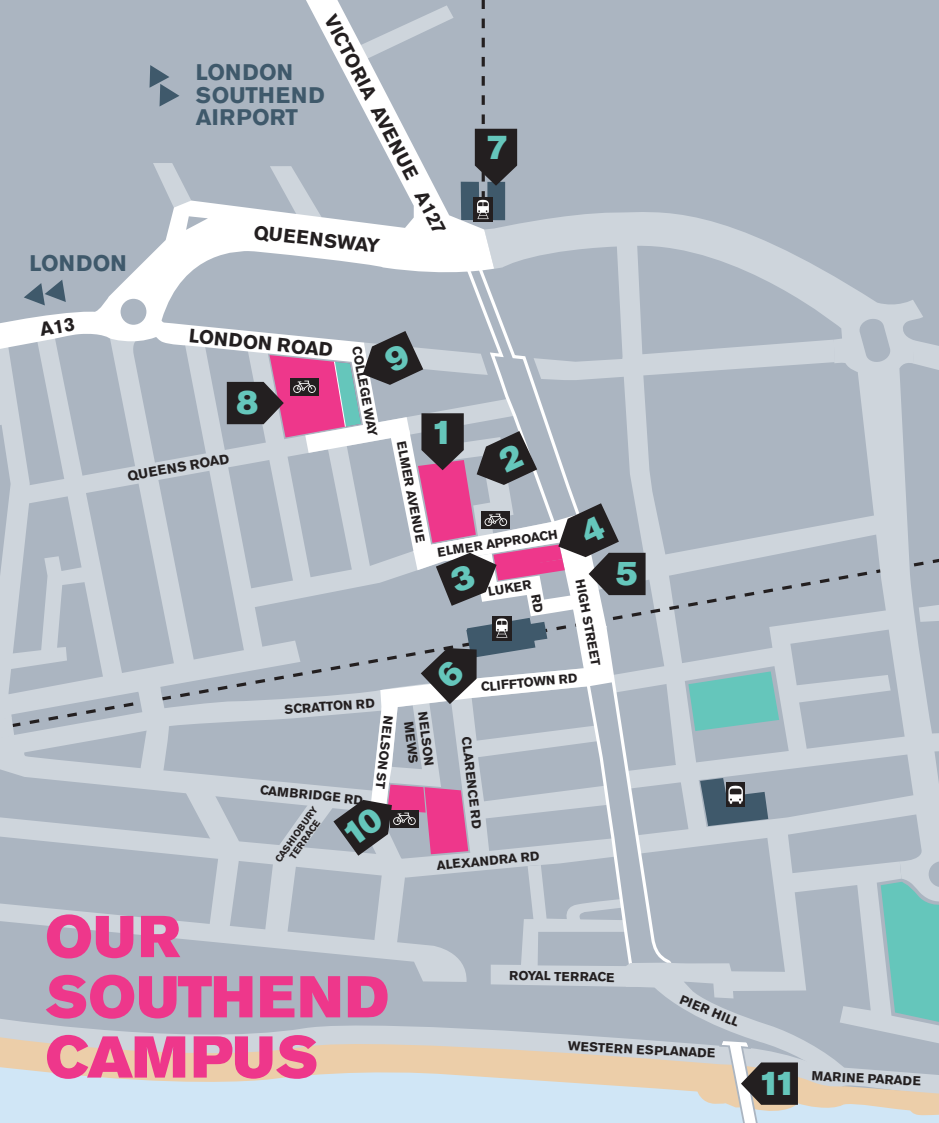 VICTORIA AVENUE A127
LONDON
SOUTHEND
AIRPORT
7
QUEENSWAY
LONDON
A13
LONDON ROAD
COLLEGE WAY
9
8
1
2
QUEENS ROAD
ELMER AVENUE
ELMER APPROACH
4
3
5
LUKER
RD
HIGH STREET
6
CLIFFTOWN RD
SCRATTON RD
NELSON ST
NELSON
MEWS
CLARENCE RD
CAMBRIDGE RD
CASHIOBURY
TERRACE
10
ALEXANDRA RD
OUR
SOUTHEND
CAMPUS
ROYAL TERRACE
PIER HILL
WESTERN ESPLANADE
11
MARINE PARADE